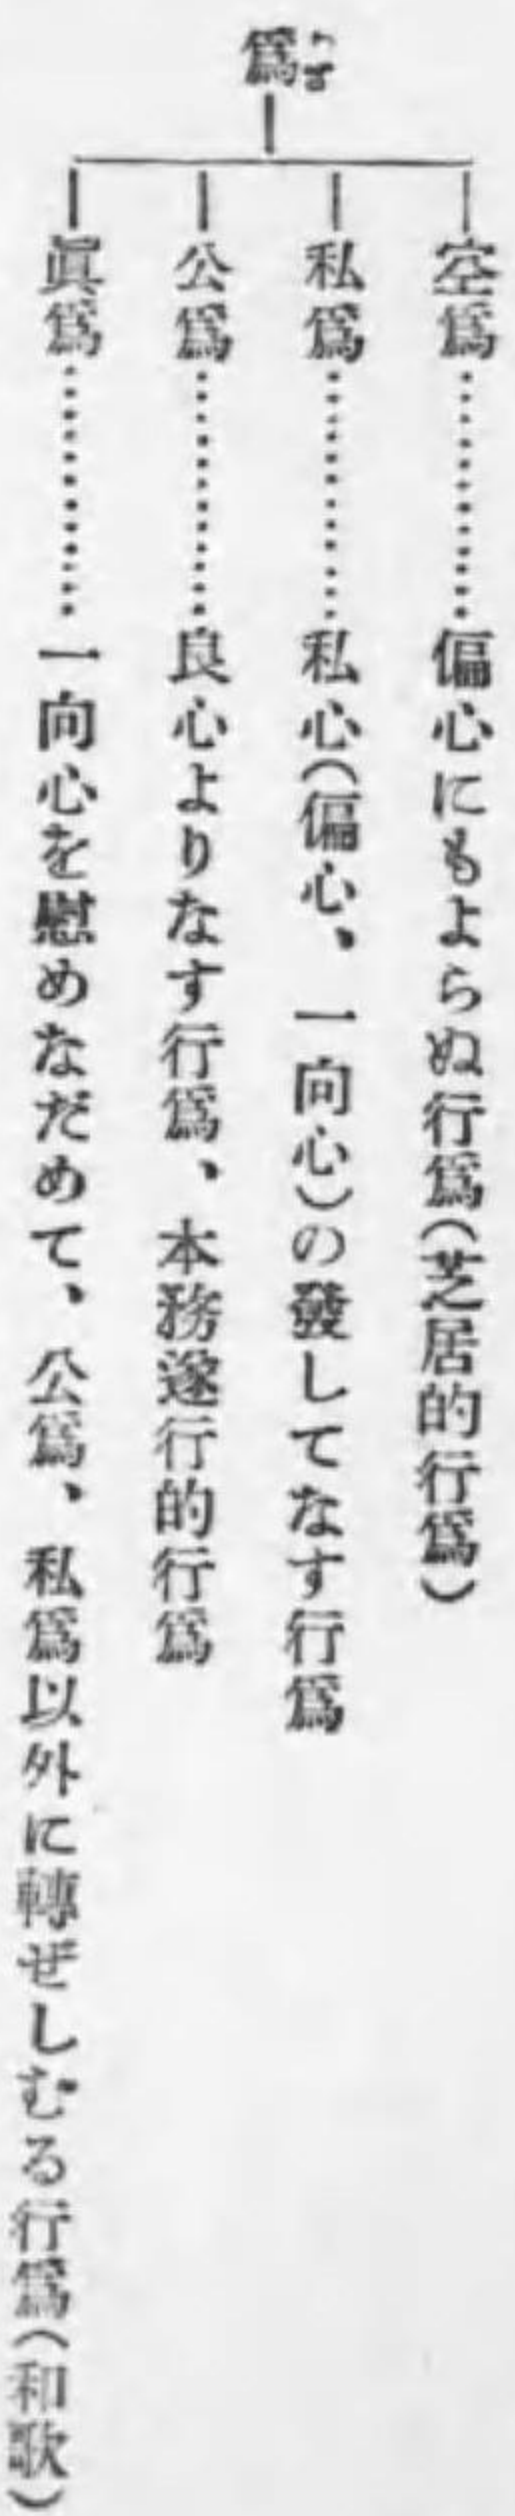 爲
空爲…………偏心にもよらぬ行爲(芝居的行爲)
私爲…………私心(偏心、一向心)の發してなす行爲
公爲…………良心よりなす行爲、本務遂行的行爲
眞爲…………一向心を慰めなだめて、公爲、私爲以外に轉ぜしむる行爲(和歌)